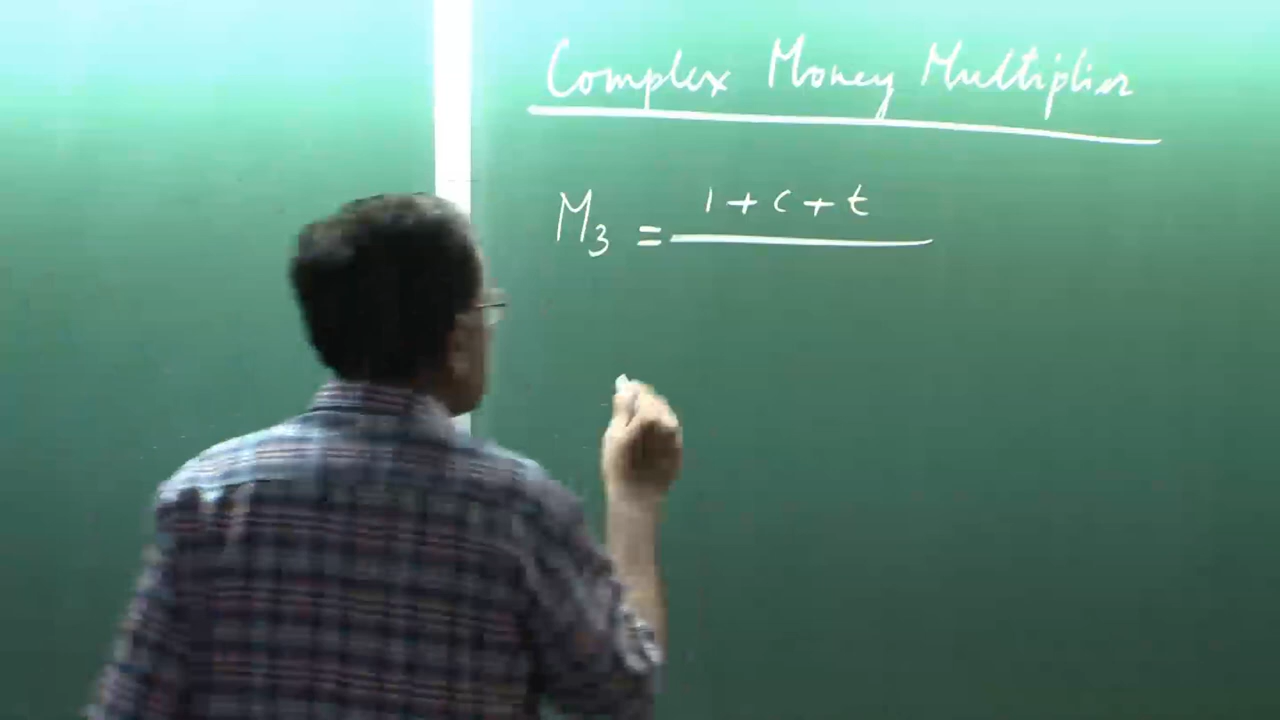 Complex Money Multiplier
M₃ = 1 + c + t